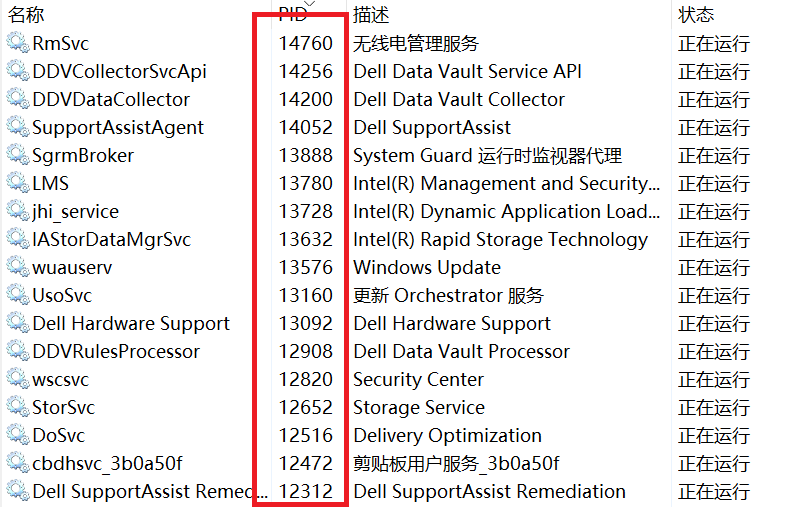 名称 PID 描述 状态
RmSvc 14760 无线电管理服务 正在运行
DDVCollectorSvcApi 14256 Dell Data Vault Service API 正在运行
DDVDataCollector 14200 Dell Data Vault Collector 正在运行
SupportAssistAgent 14052 Dell SupportAssist 正在运行
SgrmBroker 13888 System Guard 运行时监视器代理 正在运行
LMS 13780 Intel(R) Management and Security... 正在运行
jhi_service 13728 Intel(R) Dynamic Application Load... 正在运行
IAStorDataMgrSvc 13632 Intel(R) Rapid Storage Technology 正在运行
wuauserv 13576 Windows Update 正在运行
UsoSvc 13160 更新 Orchestrator 服务 正在运行
Dell Hardware Support 13092 Dell Hardware Support 正在运行
DDVRulesProcessor 12908 Dell Data Vault Processor 正在运行
wscsvc 12820 Security Center 正在运行
StorSvc 12652 Storage Service 正在运行
DoSvc 12516 Delivery Optimization 正在运行
cbdhsvc_3b0a50f 12472 剪贴板用户服务_3b0a50f 正在运行
Dell SupportAssist Remed... 12312 Dell SupportAssist Remediation 正在运行